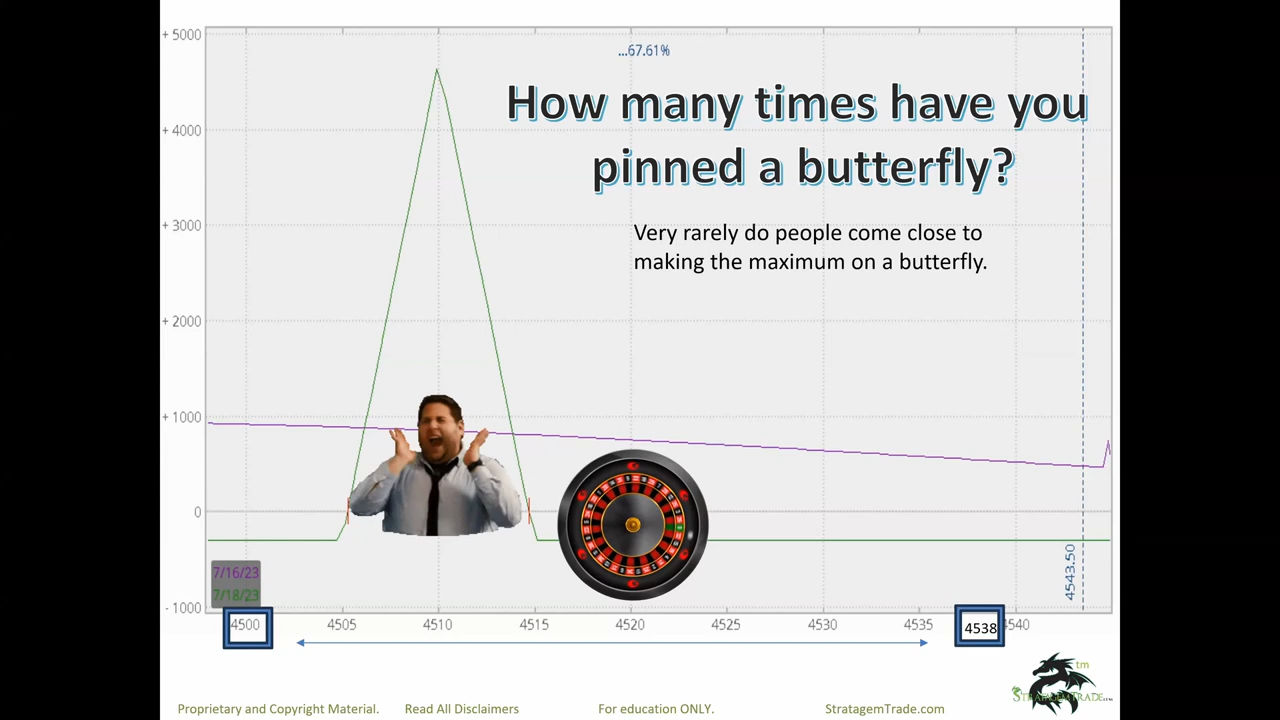 + 5000
...67.61%
How many times have you
pinned a butterfly?
+ 4000
+ 3000
Very rarely do people come close to
making the maximum on a butterfly.
+ 2000
+ 1000
0
4543.50
7/16/23
7/18/23
- 1000
4500 4505 4510 4515 4520 4525 4530 4535 4538 4540
tm
STRATAGEMTRADE
Proprietary and Copyright Material. Read All Disclaimers For education ONLY. StratagemTrade.com